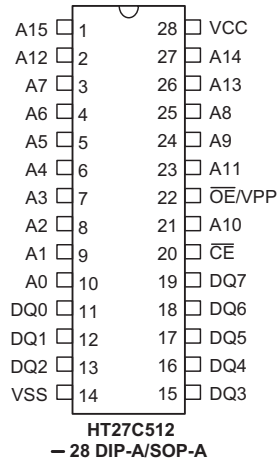 A15 1 28 VCC
A12 2 27 A14
A7 3 26 A13
A6 4 25 A8
A5 5 24 A9
A4 6 23 A11
A3 7 22 O̅E̅/VPP
A2 8 21 A10
A1 9 20 C̅E̅
A0 10 19 DQ7
DQ0 11 18 DQ6
DQ1 12 17 DQ5
DQ2 13 16 DQ4
VSS 14 15 DQ3
HT27C512
– 28 DIP-A/SOP-A